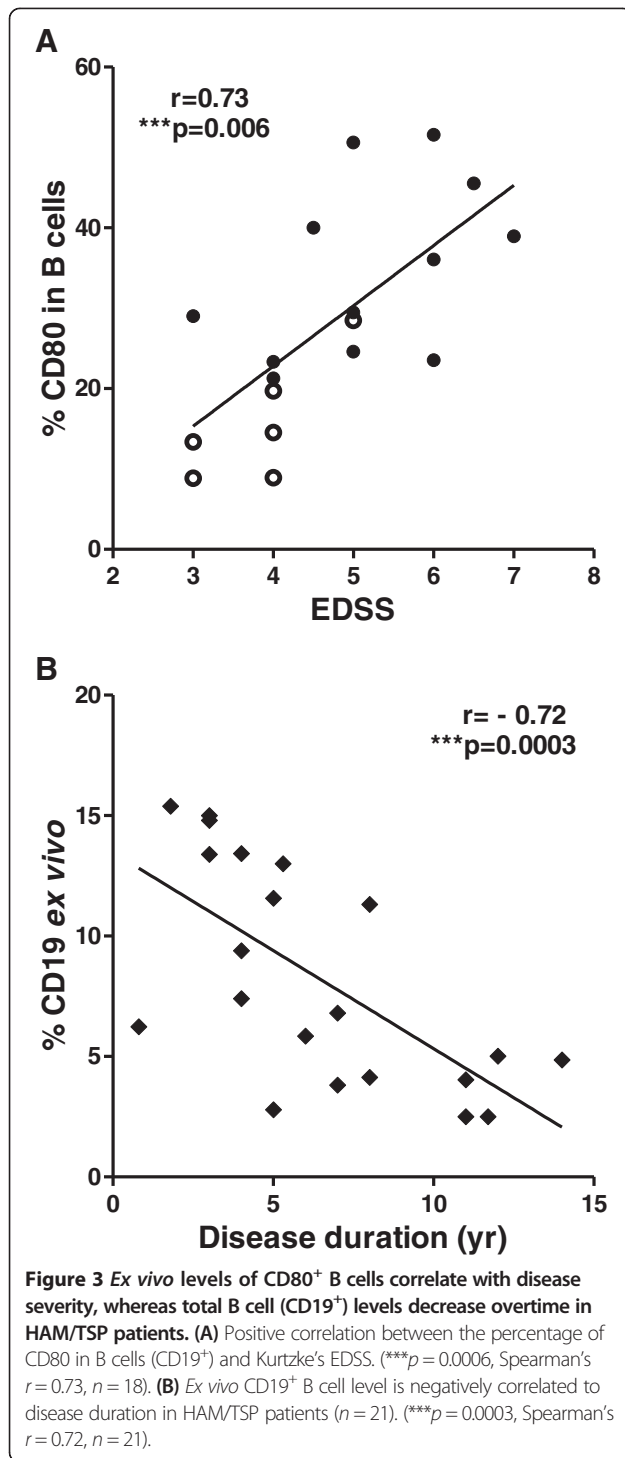 A
60
r=0.73
***p=0.006
40
20
0
% CD80 in B cells
2 3 4 5 6 7 8
EDSS
B
20
r= - 0.72
***p=0.0003
15
10
5
0
% CD19 ex vivo
0 5 10 15
Disease duration (yr)
Figure 3 Ex vivo levels of CD80⁺ B cells correlate with disease
severity, whereas total B cell (CD19⁺) levels decrease overtime in
HAM/TSP patients. (A) Positive correlation between the percentage of
CD80 in B cells (CD19⁺) and Kurtzke's EDSS. (***p = 0.0006, Spearman's
r = 0.73, n = 18). (B) Ex vivo CD19⁺ B cell level is negatively correlated to
disease duration in HAM/TSP patients (n = 21). (***p = 0.0003, Spearman's
r = 0.72, n = 21).